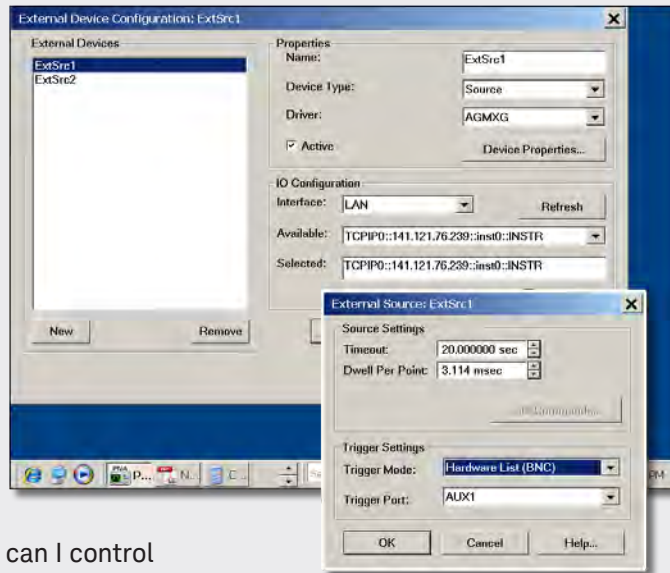 External Device Configuration: ExtSrc1
External Devices
ExtSrc1
ExtSrc2
New
Remove
Properties
Name: ExtSrc1
Device Type: Source
Driver: AGMXG
Active
Device Properties...
IO Configuration
Interface: LAN
Refresh
Available: TCPIP0::141.121.76.239::inst0::INSTR
Selected: TCPIP0::141.121.76.239::inst0::INSTR
External Source: ExtSrc1
Source Settings
Timeout: 20.000000 sec
Dwell Per Point: 3.114 msec
Trigger Settings
Trigger Mode: Hardware List (BNC)
Trigger Port: AUX1
OK
Cancel
Help...
PNA
P...
N...
PM
can I control